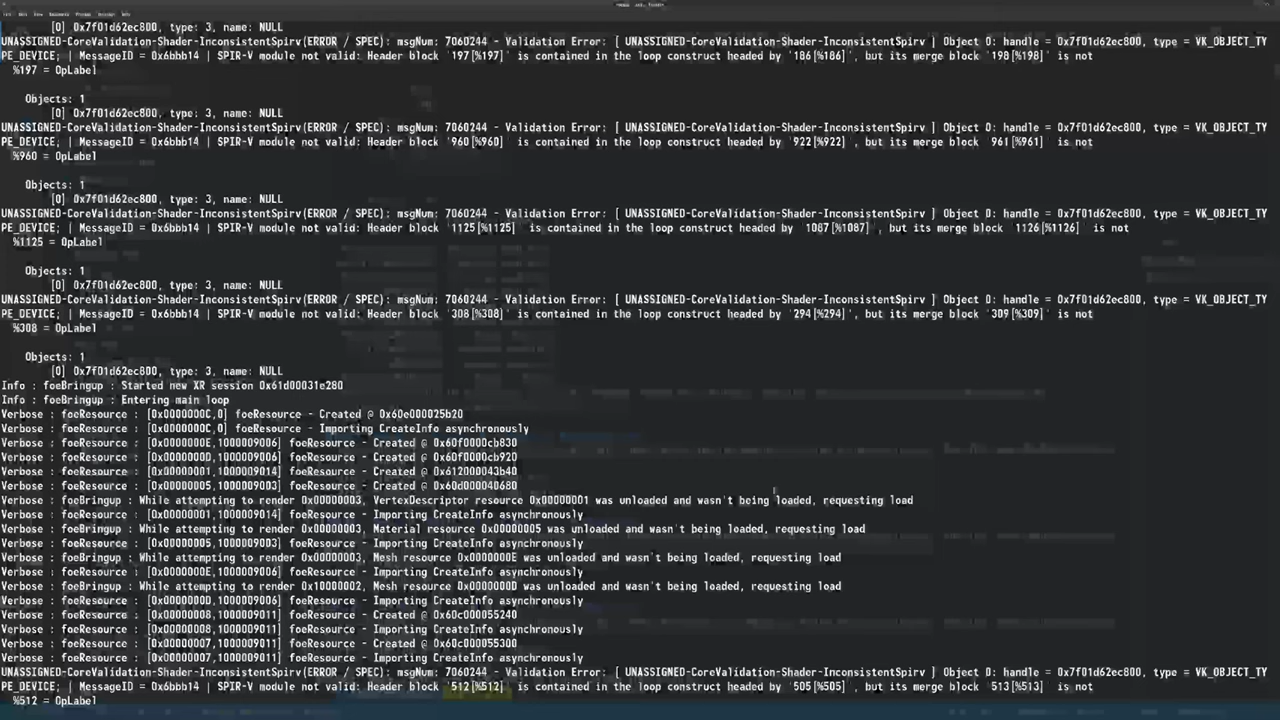 [0] 0x7f01d62ec800, type: 3, name: NULL
UNASSIGNED-CoreValidation-Shader-InconsistentSpirv(ERROR / SPEC): msgNum: 7060244 - Validation Error: [ UNASSIGNED-CoreValidation-Shader-InconsistentSpirv ] Object 0: handle = 0x7f01d62ec800, type = VK_OBJECT_TY
PE_DEVICE; | MessageID = 0x6bbb14 | SPIR-V module not valid: Header block '197[%197]' is contained in the loop construct headed by '186[%186]', but its merge block '198[%198]' is not
%197 = OpLabel
Objects: 1
[0] 0x7f01d62ec800, type: 3, name: NULL
UNASSIGNED-CoreValidation-Shader-InconsistentSpirv(ERROR / SPEC): msgNum: 7060244 - Validation Error: [ UNASSIGNED-CoreValidation-Shader-InconsistentSpirv ] Object 0: handle = 0x7f01d62ec800, type = VK_OBJECT_TY
PE_DEVICE; | MessageID = 0x6bbb14 | SPIR-V module not valid: Header block '960[%960]' is contained in the loop construct headed by '922[%922]', but its merge block '961[%961]' is not
%960 = OpLabel
Objects: 1
[0] 0x7f01d62ec800, type: 3, name: NULL
UNASSIGNED-CoreValidation-Shader-InconsistentSpirv(ERROR / SPEC): msgNum: 7060244 - Validation Error: [ UNASSIGNED-CoreValidation-Shader-InconsistentSpirv ] Object 0: handle = 0x7f01d62ec800, type = VK_OBJECT_TY
PE_DEVICE; | MessageID = 0x6bbb14 | SPIR-V module not valid: Header block '1125[%1125]' is contained in the loop construct headed by '1087[%1087]', but its merge block '1126[%1126]' is not
%1125 = OpLabel
Objects: 1
[0] 0x7f01d62ec800, type: 3, name: NULL
UNASSIGNED-CoreValidation-Shader-InconsistentSpirv(ERROR / SPEC): msgNum: 7060244 - Validation Error: [ UNASSIGNED-CoreValidation-Shader-InconsistentSpirv ] Object 0: handle = 0x7f01d62ec800, type = VK_OBJECT_TY
PE_DEVICE; | MessageID = 0x6bbb14 | SPIR-V module not valid: Header block '308[%308]' is contained in the loop construct headed by '294[%294]', but its merge block '309[%309]' is not
%308 = OpLabel
Objects: 1
[0] 0x7f01d62ec800, type: 3, name: NULL
Info : foeBringup : Started new XR session 0x61d00031e280
Info : foeBringup : Entering main loop
Verbose : foeResource : [0x0000000C,0] foeResource - Created @ 0x60e000025b20
Verbose : foeResource : [0x0000000C,0] foeResource - Importing CreateInfo asynchronously
Verbose : foeResource : [0x0000000E,1000009006] foeResource - Created @ 0x60f0000cb830
Verbose : foeResource : [0x0000000D,1000009006] foeResource - Created @ 0x60f0000cb920
Verbose : foeResource : [0x00000001,1000009014] foeResource - Created @ 0x612000043b40
Verbose : foeResource : [0x00000005,1000009003] foeResource - Created @ 0x60d000040680
Verbose : foeBringup : While attempting to render 0x00000003, VertexDescriptor resource 0x00000001 was unloaded and wasn't being loaded, requesting load
Verbose : foeResource : [0x00000001,1000009014] foeResource - Importing CreateInfo asynchronously
Verbose : foeBringup : While attempting to render 0x00000003, Material resource 0x00000005 was unloaded and wasn't being loaded, requesting load
Verbose : foeResource : [0x00000005,1000009003] foeResource - Importing CreateInfo asynchronously
Verbose : foeBringup : While attempting to render 0x00000003, Mesh resource 0x0000000E was unloaded and wasn't being loaded, requesting load
Verbose : foeResource : [0x0000000E,1000009006] foeResource - Importing CreateInfo asynchronously
Verbose : foeBringup : While attempting to render 0x10000002, Mesh resource 0x0000000D was unloaded and wasn't being loaded, requesting load
Verbose : foeResource : [0x0000000D,1000009006] foeResource - Importing CreateInfo asynchronously
Verbose : foeResource : [0x00000008,1000009011] foeResource - Created @ 0x60c000055240
Verbose : foeResource : [0x00000008,1000009011] foeResource - Importing CreateInfo asynchronously
Verbose : foeResource : [0x00000007,1000009011] foeResource - Created @ 0x60c000055300
Verbose : foeResource : [0x00000007,1000009011] foeResource - Importing CreateInfo asynchronously
UNASSIGNED-CoreValidation-Shader-InconsistentSpirv(ERROR / SPEC): msgNum: 7060244 - Validation Error: [ UNASSIGNED-CoreValidation-Shader-InconsistentSpirv ] Object 0: handle = 0x7f01d62ec800, type = VK_OBJECT_TY
PE_DEVICE; | MessageID = 0x6bbb14 | SPIR-V module not valid: Header block '512[%512]' is contained in the loop construct headed by '505[%505]', but its merge block '513[%513]' is not
%512 = OpLabel